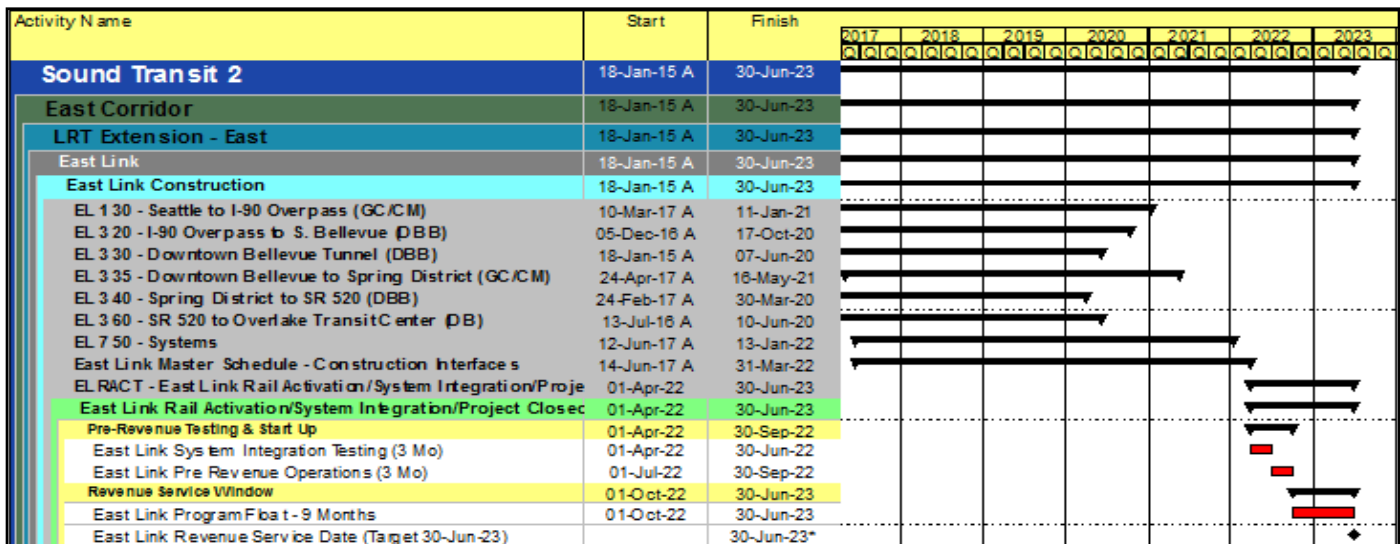 Activity Name Start Finish
2017 2018 2019 2020 2021 2022 2023
Q Q Q Q Q Q Q Q Q Q Q Q Q Q Q Q Q Q Q Q Q Q Q Q Q Q Q
Sound Transit 2 18-Jan-15 A 30-Jun-23
East Corridor 18-Jan-15 A 30-Jun-23
LRT Extension - East 18-Jan-15 A 30-Jun-23
East Link 18-Jan-15 A 30-Jun-23
East Link Construction 18-Jan-15 A 30-Jun-23
EL 130 - Seattle to I-90 Overpass (GC/CM) 10-Mar-17 A 11-Jan-21
EL 320 - I-90 Overpass to S. Bellevue (DBB) 05-Dec-16 A 17-Oct-20
EL 330 - Downtown Bellevue Tunnel (DBB) 18-Jan-15 A 07-Jun-20
EL 335 - Downtown Bellevue to Spring District (GC/CM) 24-Apr-17 A 16-May-21
EL 340 - Spring District to SR 520 (DBB) 24-Feb-17 A 30-Mar-20
EL 360 - SR 520 to Overlake Transit Center (DB) 13-Jul-16 A 10-Jun-20
EL 750 - Systems 12-Jun-17 A 13-Jan-22
East Link Master Schedule - Construction Interfaces 14-Jun-17 A 31-Mar-22
ELRACT - East Link Rail Activation/System Integration/Proje 01-Apr-22 30-Jun-23
East Link Rail Activation/System Integration/Project Closec 01-Apr-22 30-Jun-23
Pre-Revenue Testing & Start Up 01-Apr-22 30-Sep-22
East Link System Integration Testing (3 Mo) 01-Apr-22 30-Jun-22
East Link Pre Revenue Operations (3 Mo) 01-Jul-22 30-Sep-22
Revenue Service Window 01-Oct-22 30-Jun-23
East Link Program Float - 9 Months 01-Oct-22 30-Jun-23
East Link Revenue Service Date (Target 30-Jun-23) 30-Jun-23*